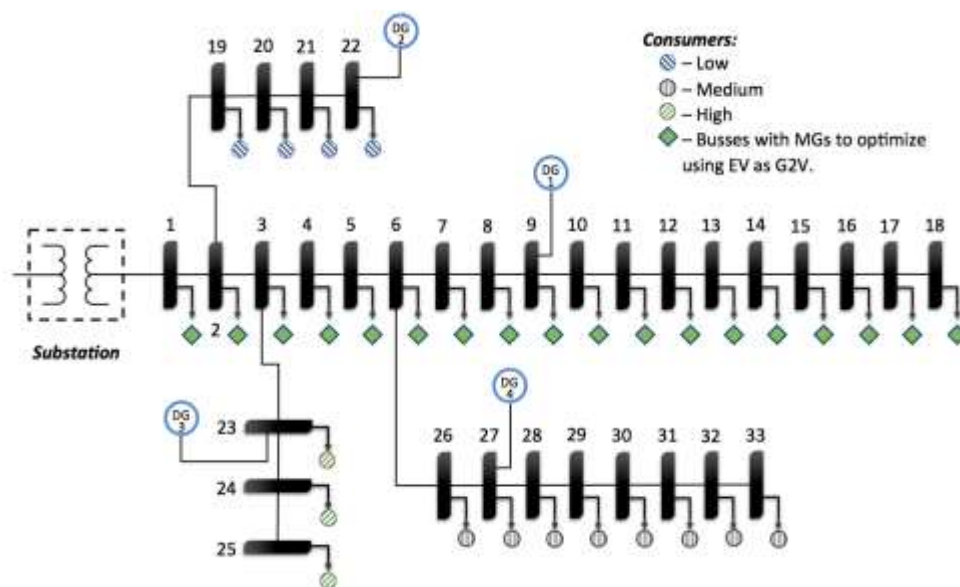 DG
2
19 20 21 22
Consumers:
– Low
– Medium
– High
– Busses with MGs to optimize
using EV as G2V.
DG
1
1 3 4 5 6 7 8 9 10 11 12 13 14 15 16 17 18
2
Substation
DG
4
DG
3
23
26 27 28 29 30 31 32 33
24
25